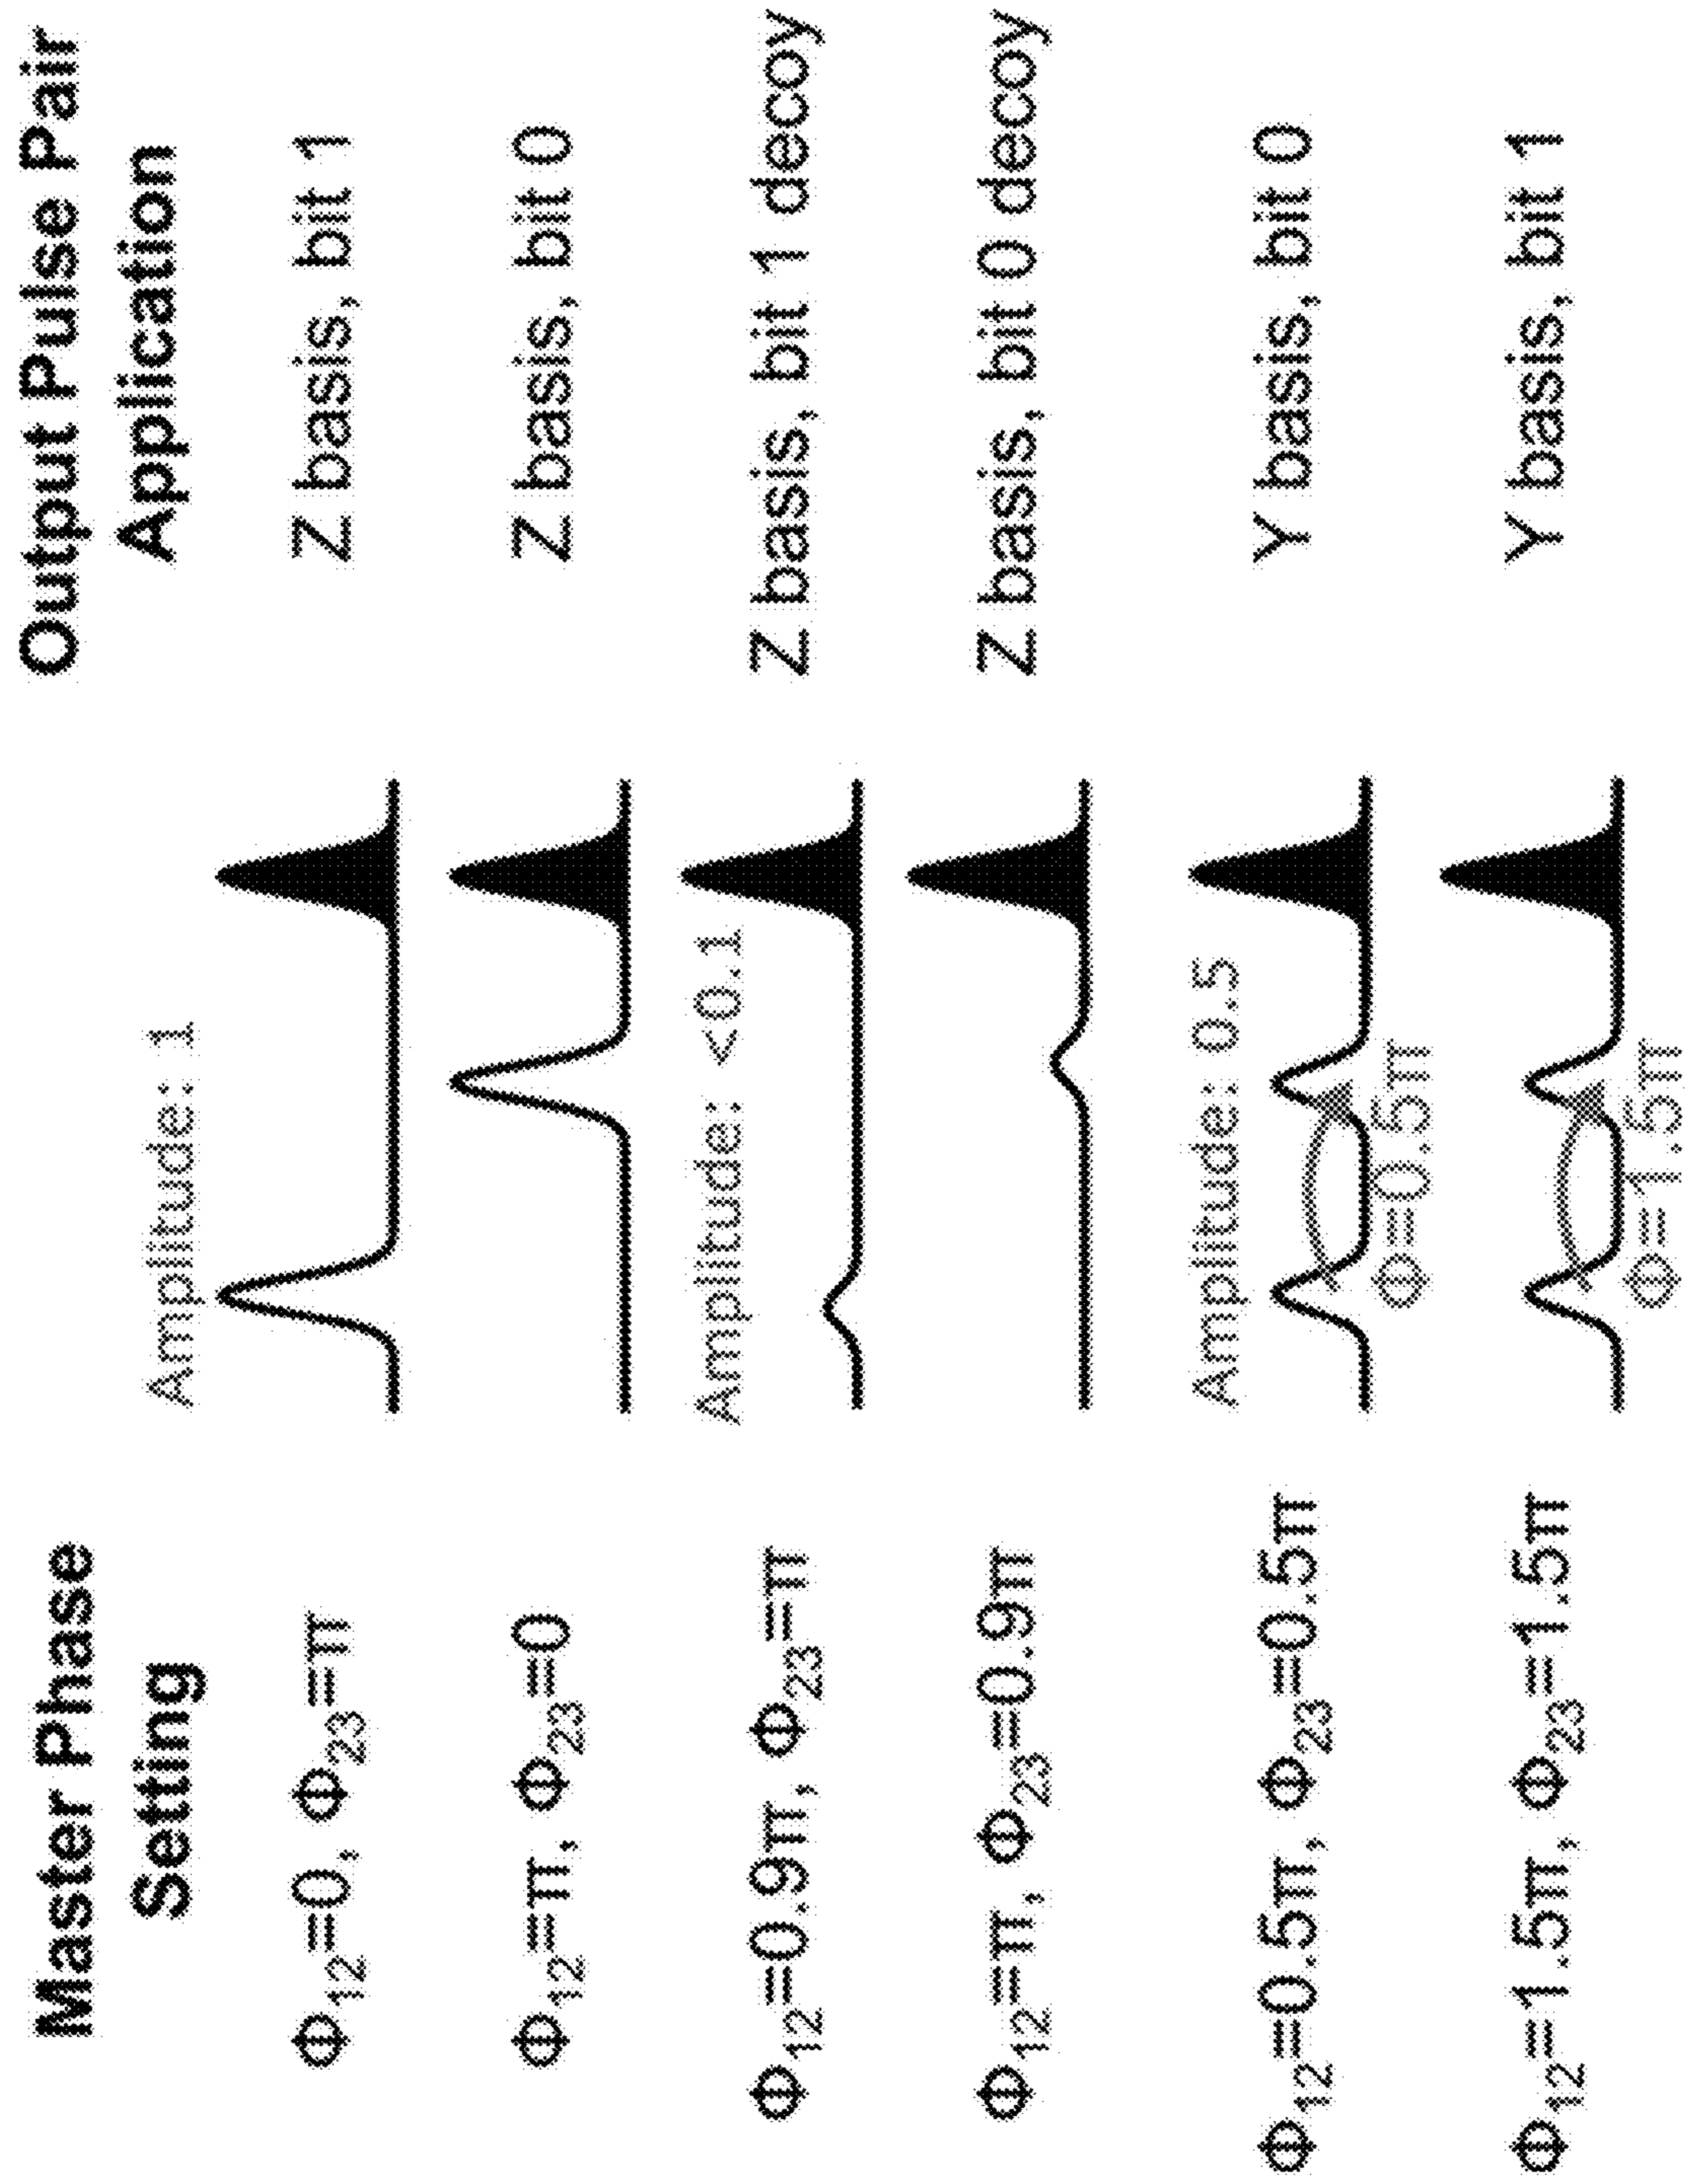 Master Phase
Setting
Output Pulse Pair
Application
Amplitude: 1
Φ12=0, Φ23=π
Z basis, bit 1
Φ12=π, Φ23=0
Z basis, bit 0
Amplitude: <0.1
Φ12=0.9π, Φ23=π
Z basis, bit 1 decoy
Φ12=π, Φ23=0.9π
Z basis, bit 0 decoy
Amplitude: 0.5
Φ12=0.5π, Φ23=0.5π
Y basis, bit 0
Φ=0.5π
Φ12=1.5π, Φ23=1.5π
Y basis, bit 1
Φ=1.5π